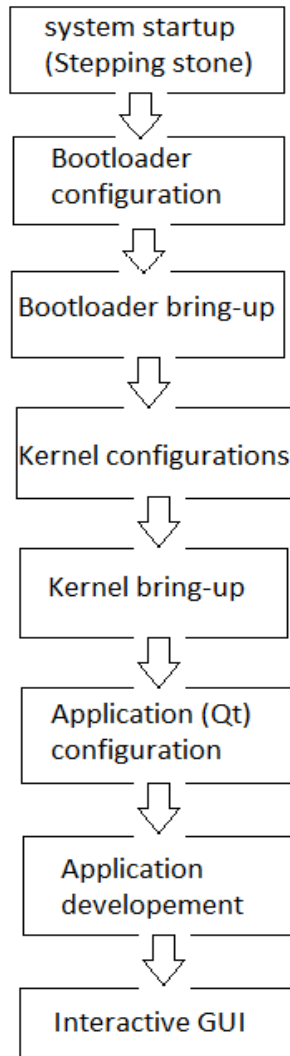 system startup
(Stepping stone)
Bootloader
configuration
Bootloader bring-up
Kernel configurations
Kernel bring-up
Application (Qt)
configuration
Application
developement
Interactive GUI